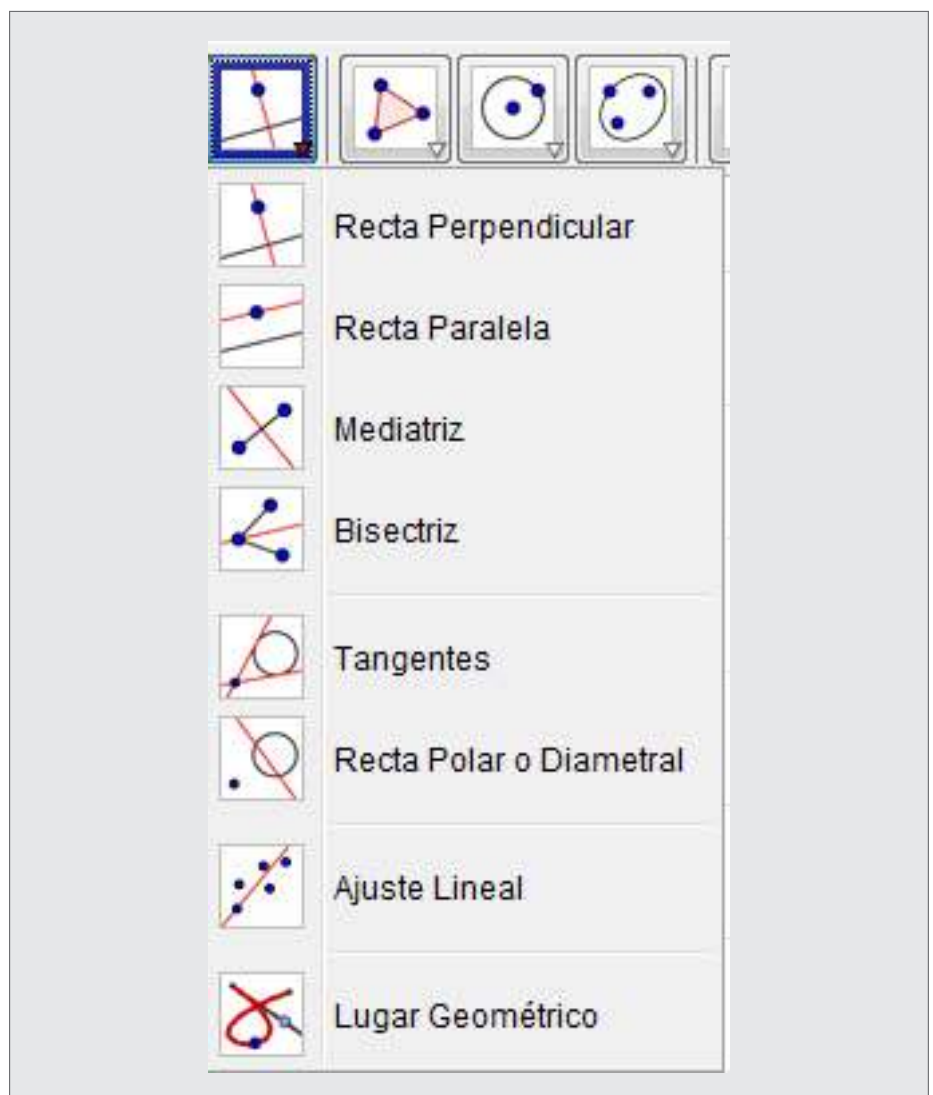 Recta Perpendicular
Recta Paralela
Mediatriz
Bisectriz
Tangentes
Recta Polar o Diametral
Ajuste Lineal
Lugar Geométrico